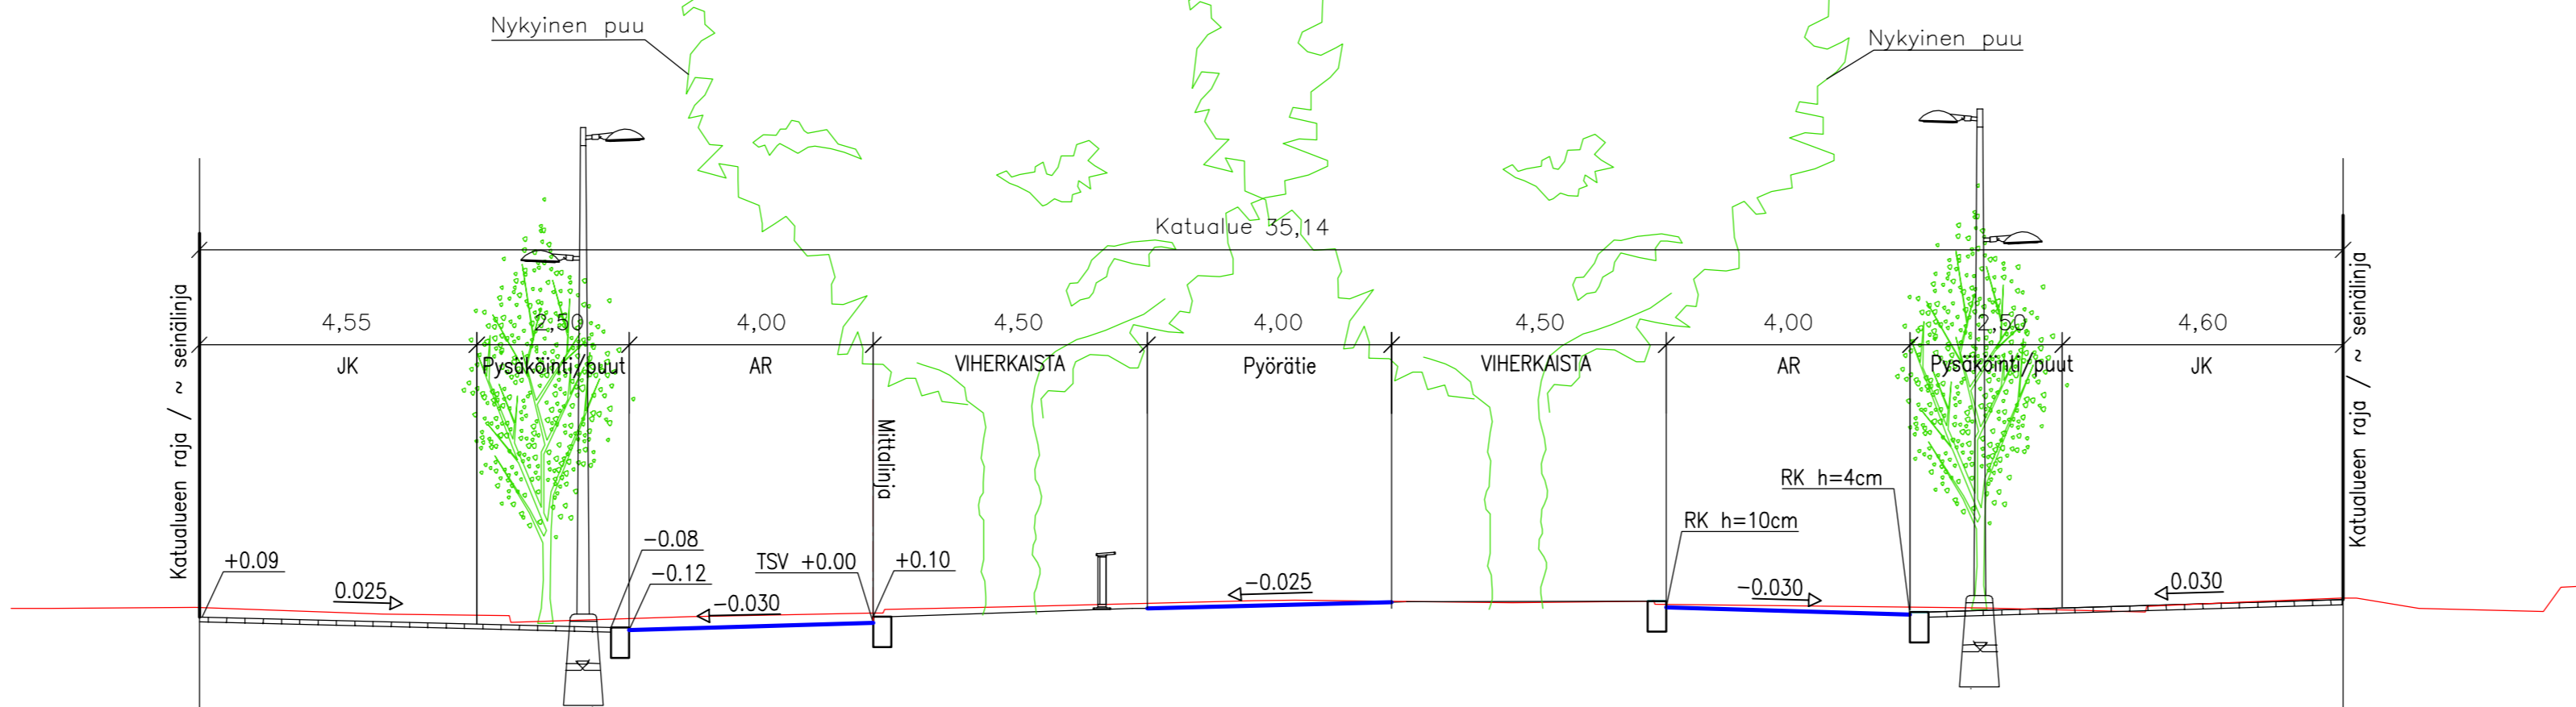 Nykyinen puu
Nykyinen puu
Katualue 35,14
4,55
2,50
4,00
4,50
4,00
4,50
4,00
2,50
4,60
JK
Pysäköinti/puut
AR
VIHERKAISTA
Pyörätie
VIHERKAISTA
AR
Pysäköinti/puut
JK
Katualueen raja / ~ seinälinja
Mittalinja
Katualueen raja / ~ seinälinja
RK h=4cm
RK h=10cm
+0.09
-0.08
-0.12
TSV +0.00
+0.10
0.025
-0.030
-0.025
-0.030
0.030